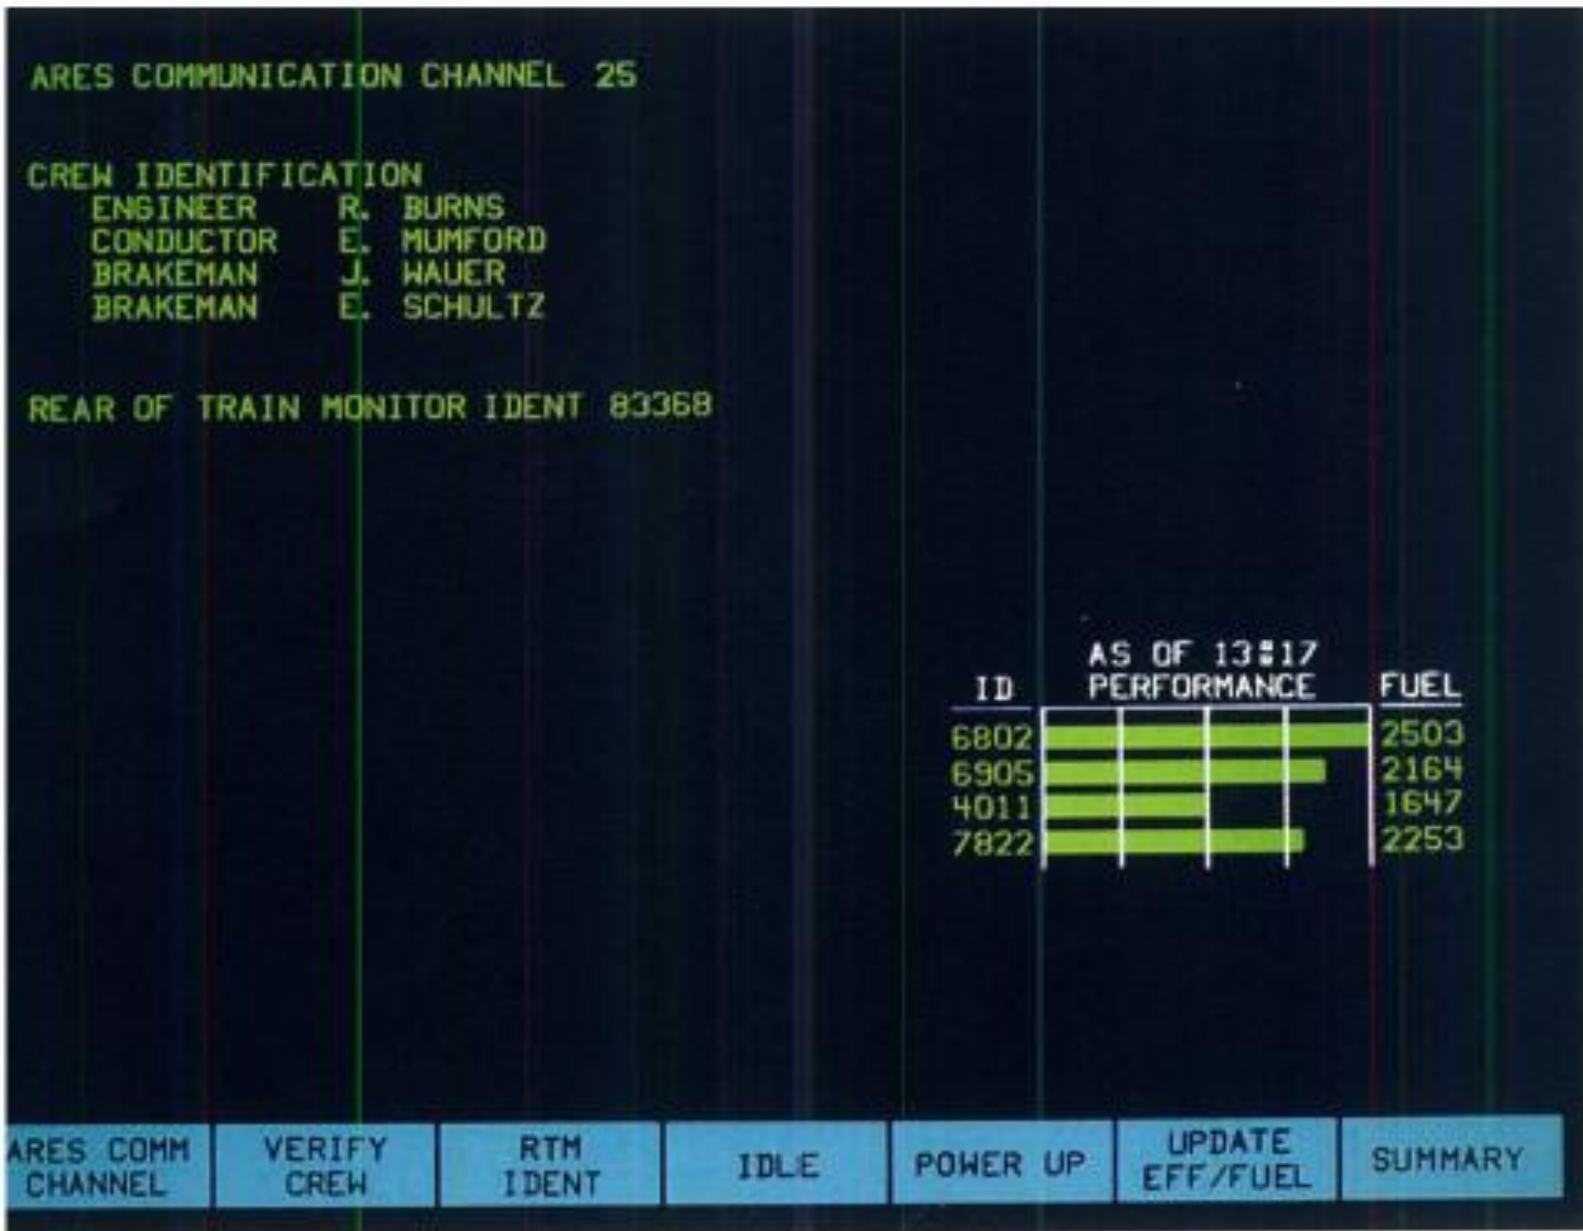 ARES COMMUNICATION CHANNEL 25
CREW IDENTIFICATION
ENGINEER R. BURNS
CONDUCTOR E. MUMFORD
BRAKEMAN J. WAUER
BRAKEMAN E. SCHULTZ
REAR OF TRAIN MONITOR IDENT 83368
AS OF 13:17
ID PERFORMANCE FUEL
6802 2503
6905 2164
4011 1647
7822 2253
ARES COMM CHANNEL
VERIFY CREW
RTM IDENT
IDLE
POWER UP
UPDATE EFF/FUEL
SUMMARY